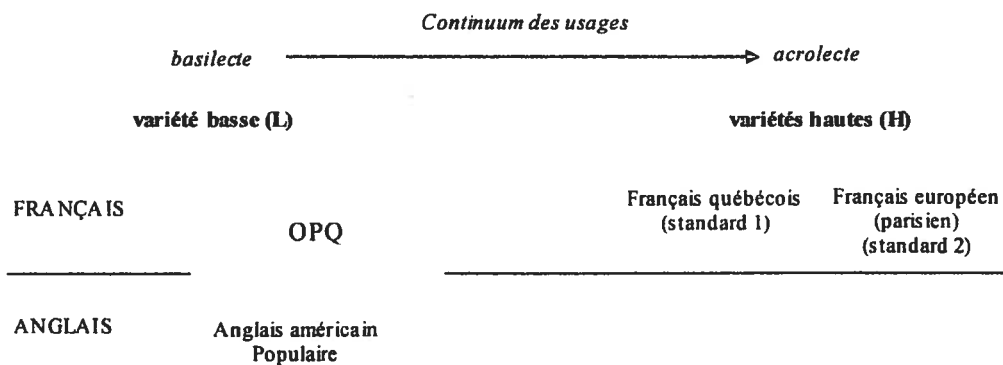 Continuum des usages
basilecte acrolecte
variété basse (L) variétés hautes (H)
FRANÇAIS
OPQ
Français québécois
(standard 1)
Français européen
(parisien)
(standard 2)
ANGLAIS
Anglais américain
Populaire